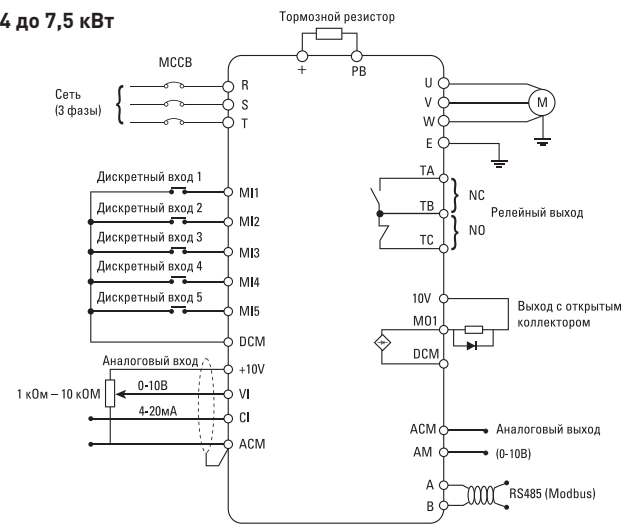 4 до 7,5 кВт
Тормозной резистор
+
PB
МССВ
Сеть
(3 фазы)
R
S
T
U
V
W
E
M
Дискретный вход 1
MI1
Дискретный вход 2
MI2
Дискретный вход 3
MI3
Дискретный вход 4
MI4
Дискретный вход 5
MI5
DCM
TA
TB
TC
NC
NO
Релейный выход
10V
MO1
DCM
Выход с открытым
коллектором
Аналоговый вход
+10V
1 кОм – 10 кОМ
0-10В
VI
4-20мА
CI
ACM
ACM
Аналоговый выход
AM
(0-10В)
A
B
RS485 (Modbus)